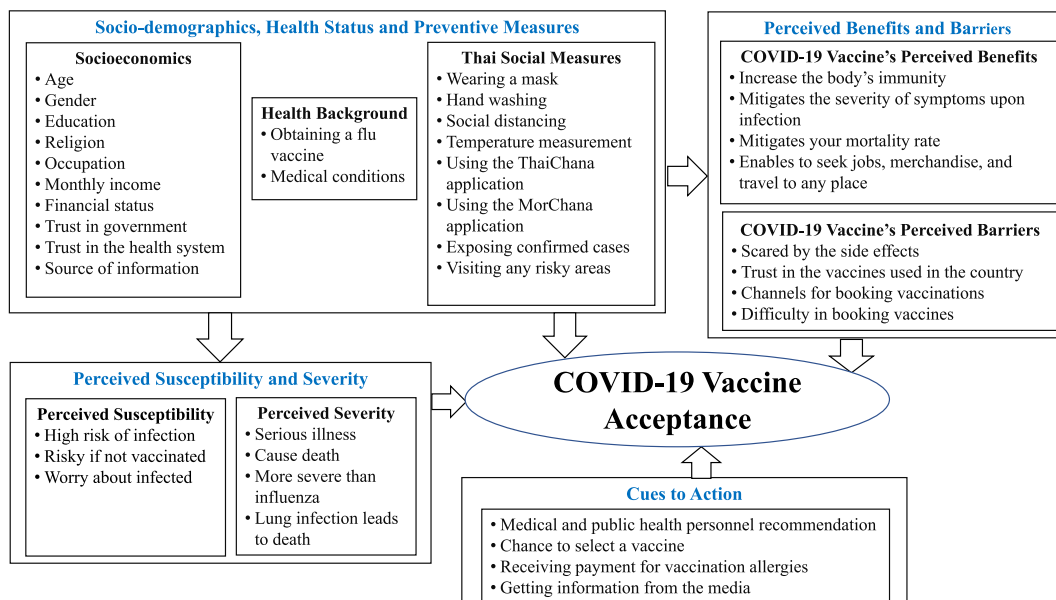 Socio-demographics, Health Status and Preventive Measures
Socioeconomics
• Age
• Gender
• Education
• Religion
• Occupation
• Monthly income
• Financial status
• Trust in government
• Trust in the health system
• Source of information
Health Background
• Obtaining a flu
vaccine
• Medical conditions
Thai Social Measures
• Wearing a mask
• Hand washing
• Social distancing
• Temperature measurement
• Using the ThaiChana
application
• Using the MorChana
application
• Exposing confirmed cases
• Visiting any risky areas
Perceived Benefits and Barriers
COVID-19 Vaccine's Perceived Benefits
• Increase the body's immunity
• Mitigates the severity of symptoms upon
infection
• Mitigates your mortality rate
• Enables to seek jobs, merchandise, and
travel to any place
COVID-19 Vaccine's Perceived Barriers
• Scared by the side effects
• Trust in the vaccines used in the country
• Channels for booking vaccinations
• Difficulty in booking vaccines
Perceived Susceptibility and Severity
Perceived Susceptibility
• High risk of infection
• Risky if not vaccinated
• Worry about infected
Perceived Severity
• Serious illness
• Cause death
• More severe than
influenza
• Lung infection leads
to death
COVID-19 Vaccine
Acceptance
Cues to Action
• Medical and public health personnel recommendation
• Chance to select a vaccine
• Receiving payment for vaccination allergies
• Getting information from the media